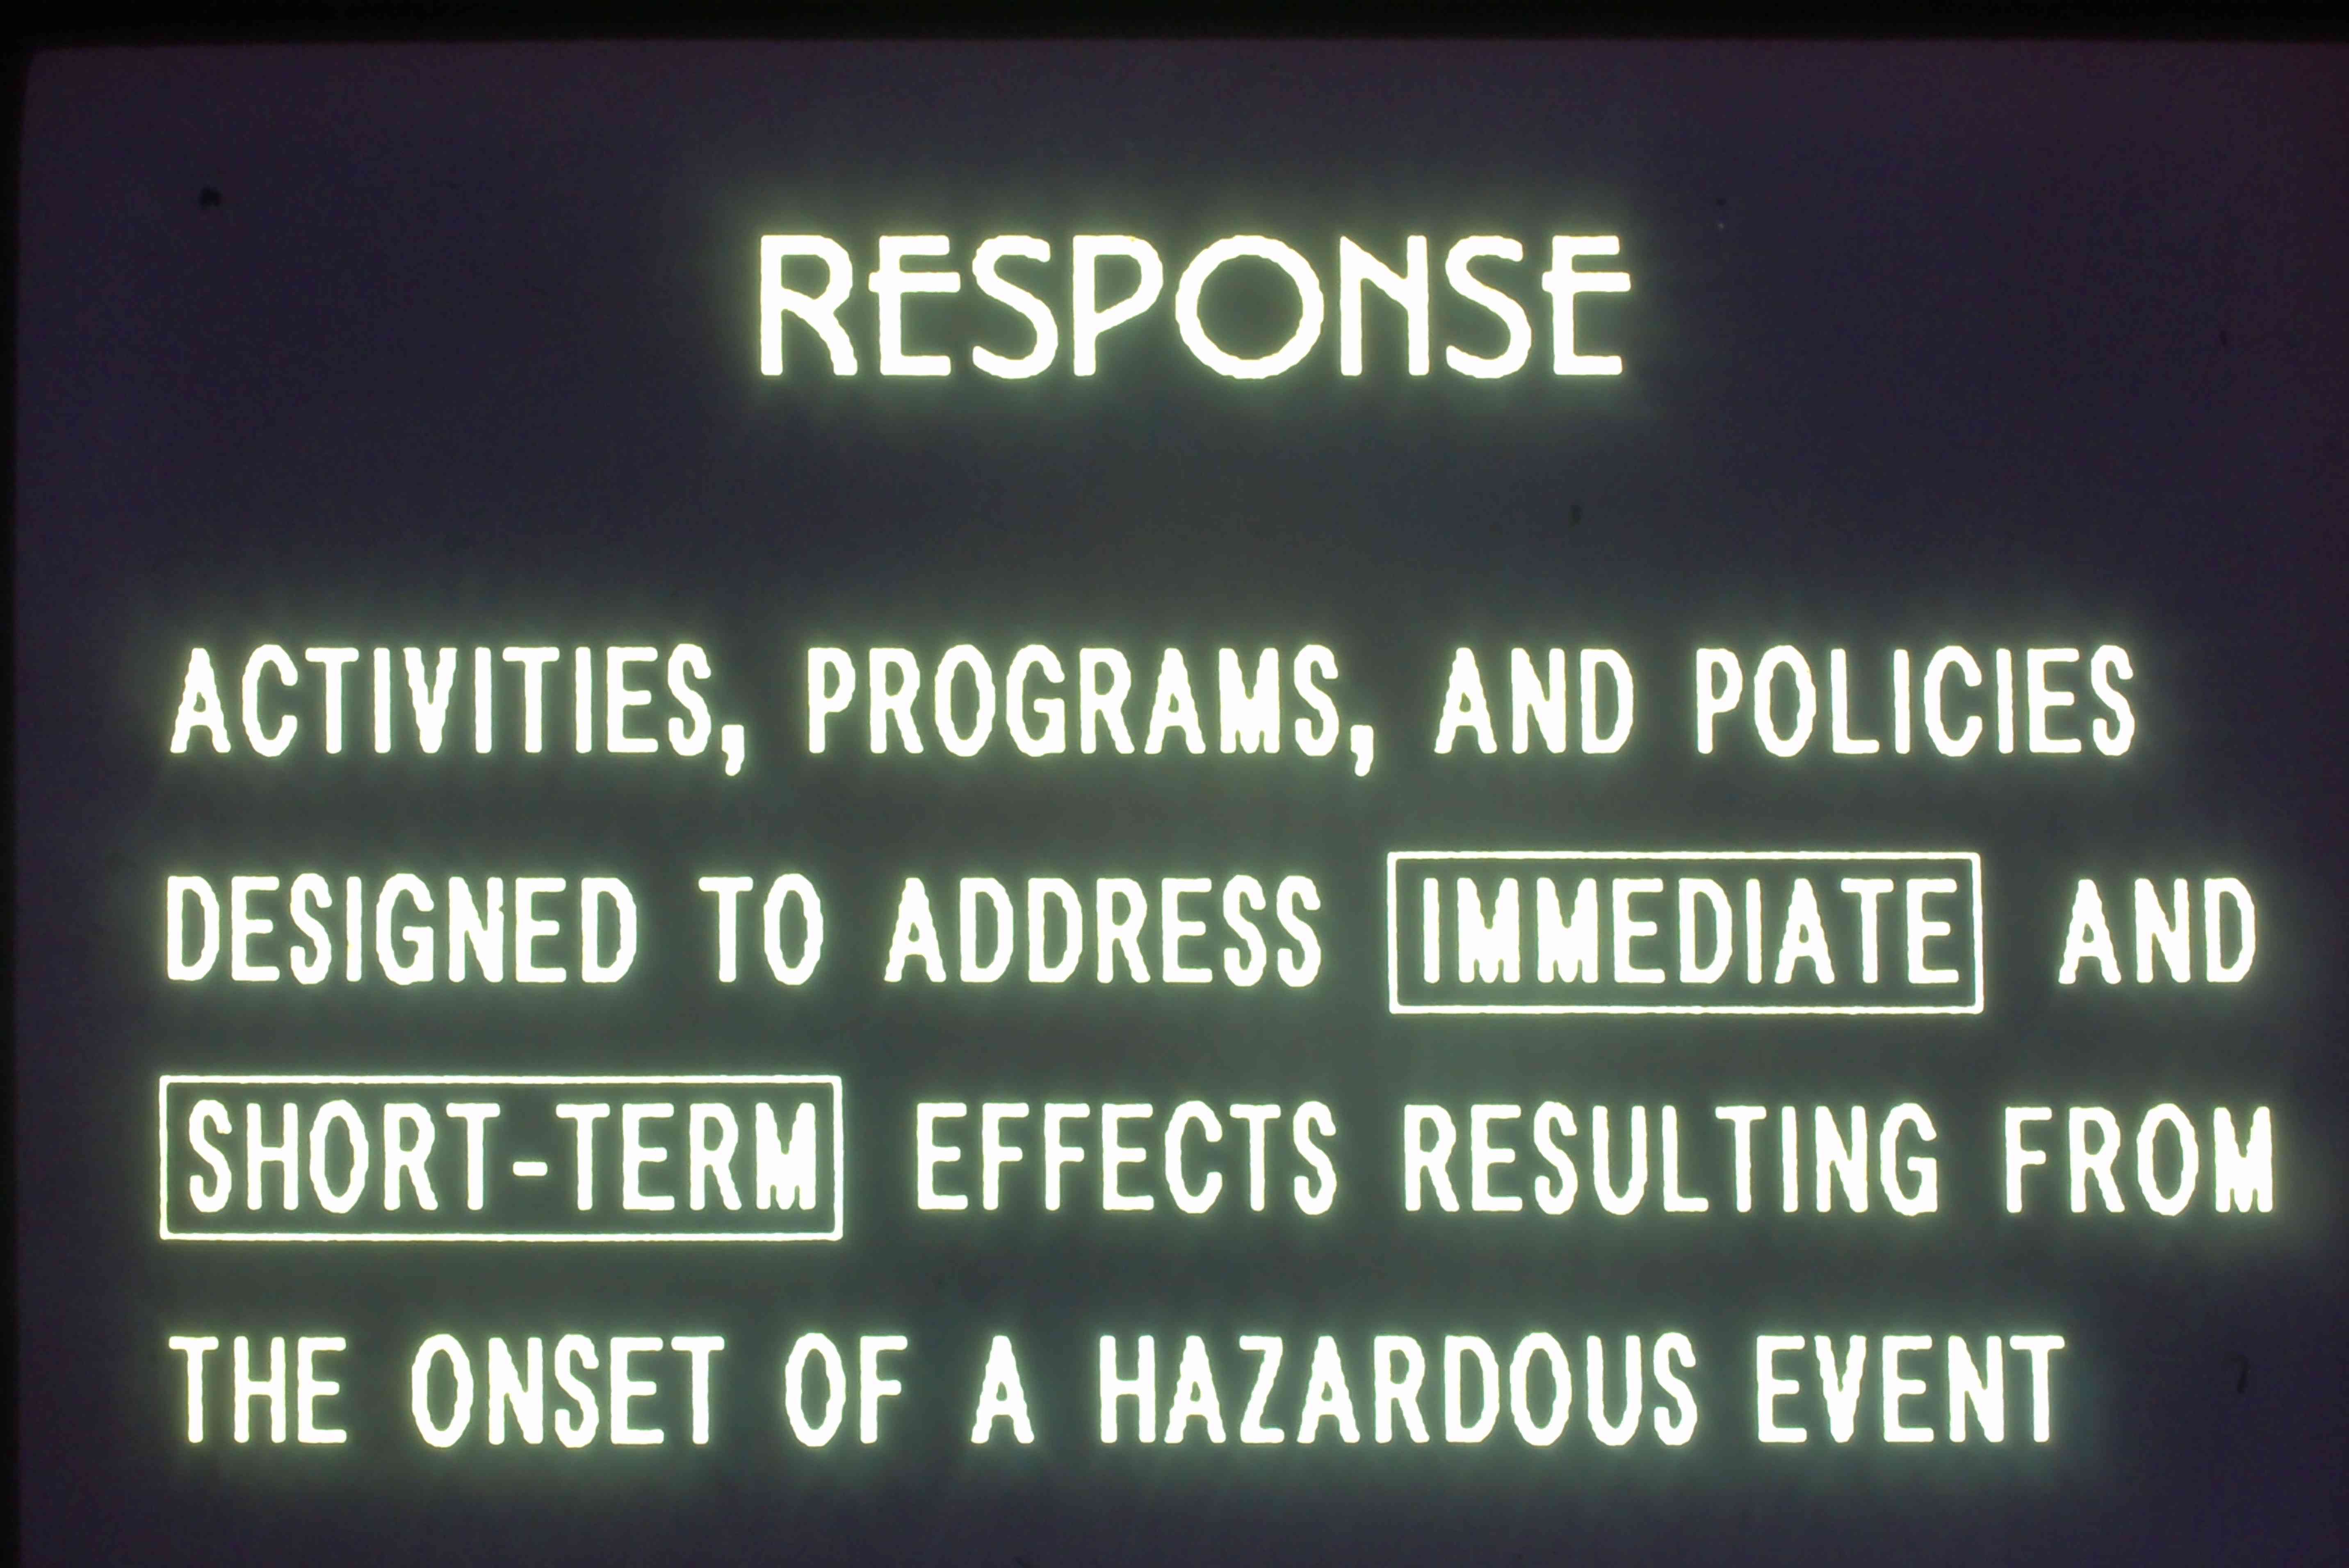 RESPONSE
ACTIVITIES, PROGRAMS, AND POLICIES
DESIGNED TO ADDRESS IMMEDIATE AND
SHORT-TERM EFFECTS RESULTING FROM
THE ONSET OF A HAZARDOUS EVENT